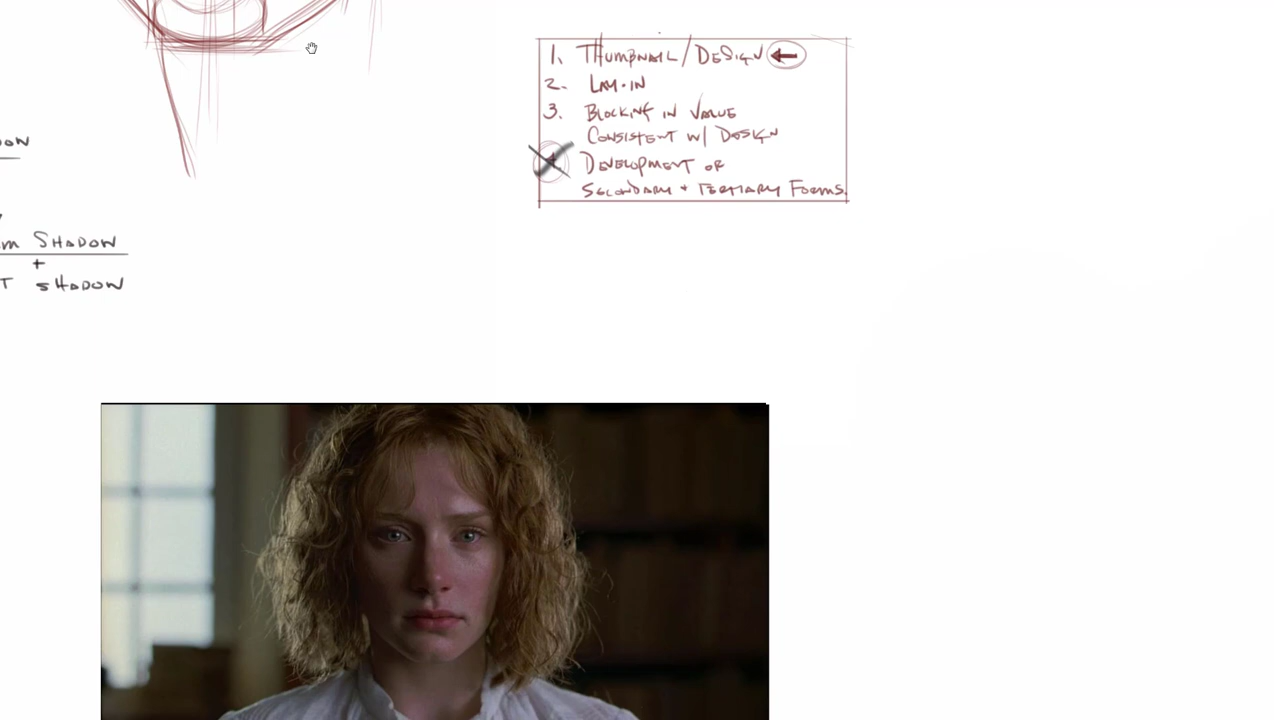 1. THUMBNAIL / DESIGN ←
2. LAY-IN
3. BLOCKING IN VALUE
CONSISTENT W/ DESIGN
4. DEVELOPMENT OF
SECONDARY + TERTIARY FORMS.
SHADOW
+
SHADOW